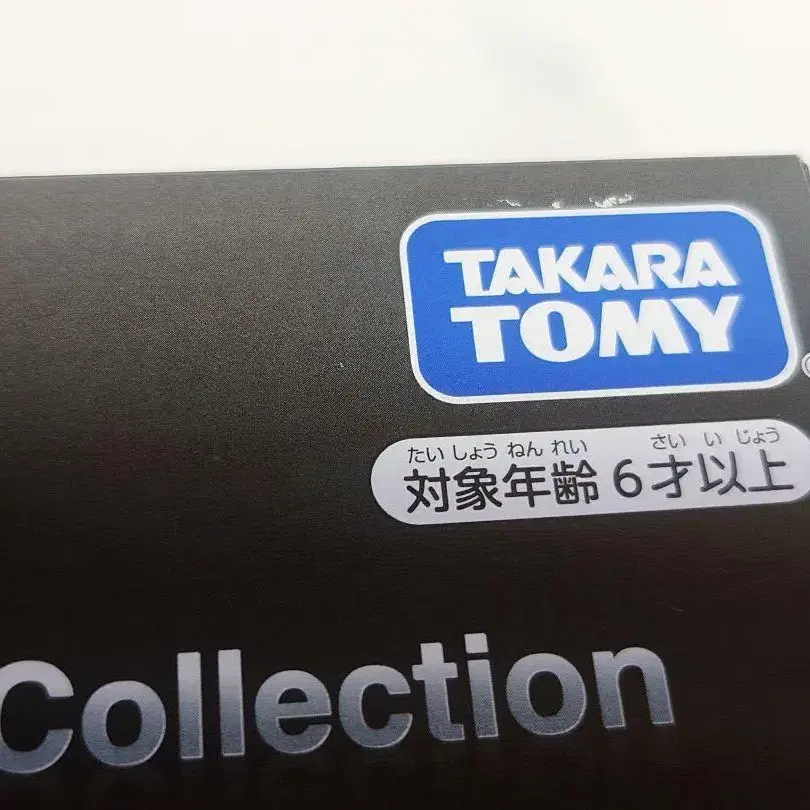 TAKARA
TOMY
たいしょうねんれい さいいじょう
対象年齢 6才以上
Collection